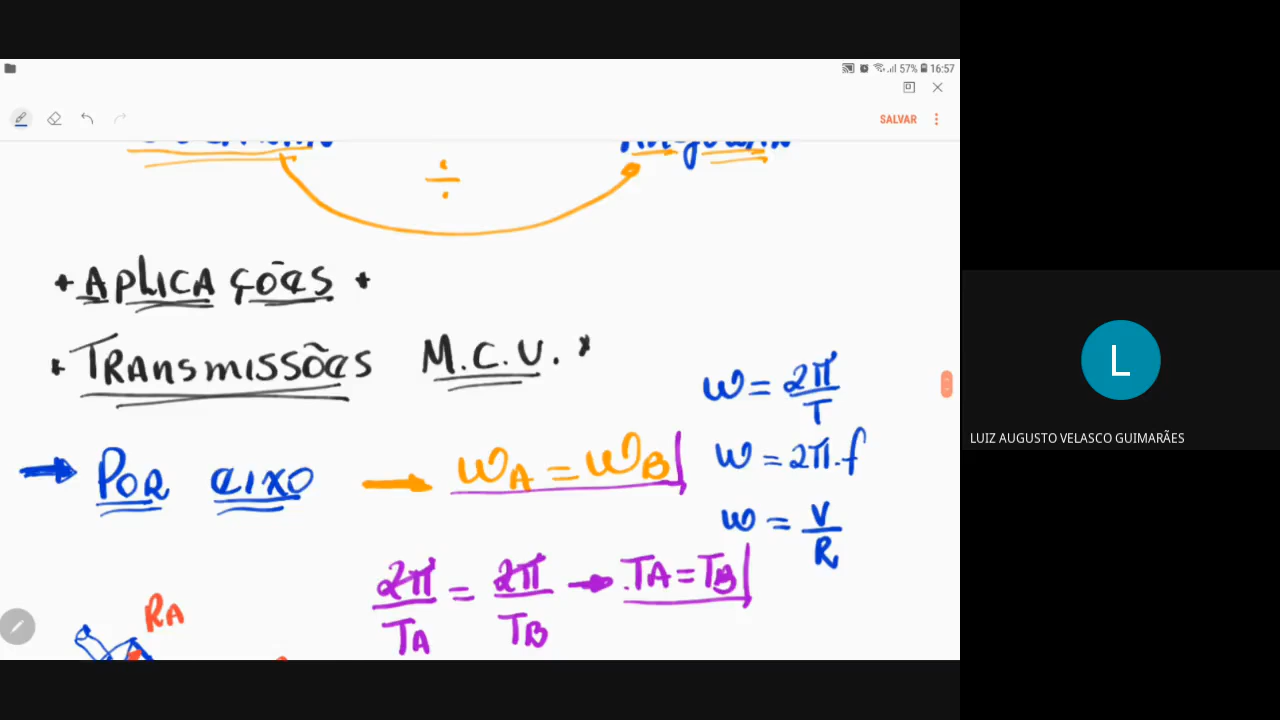 57% 16:57
SALVAR
÷
+ APLICAÇÕES +
+ TRANSMISSÕES M.C.U. *
ω = 2π/T
→ POR EIXO → ωA = ωB
ω = 2π.f
ω = V/R
2π/TA = 2π/TB → TA = TB
RA
L
LUIZ AUGUSTO VELASCO GUIMARÃES